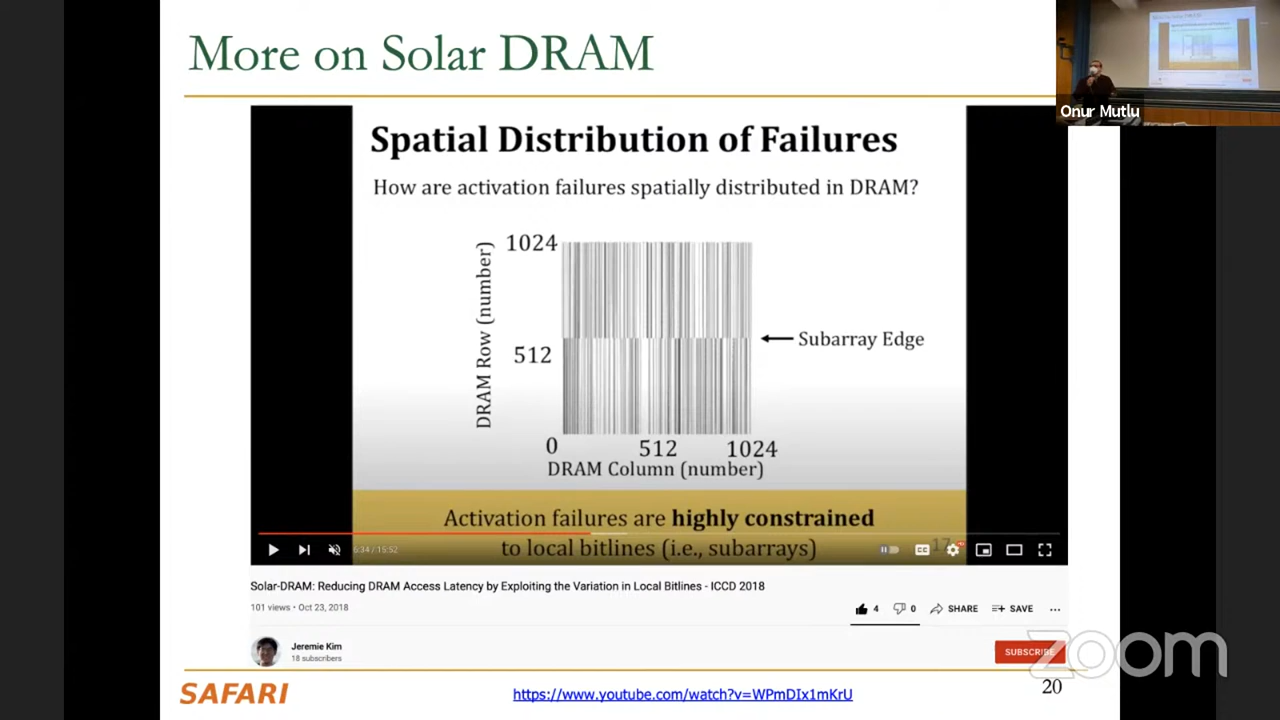 More on Solar DRAM
Onur Mutlu
Spatial Distribution of Failures
How are activation failures spatially distributed in DRAM?
1024
DRAM Row (number)
512
Subarray Edge
0
512
1024
DRAM Column (number)
Activation failures are highly constrained
to local bitlines (i.e., subarrays)
17
6:34 / 15:52
CC
Solar-DRAM: Reducing DRAM Access Latency by Exploiting the Variation in Local Bitlines - ICCD 2018
101 views • Oct 23, 2018
4
0
SHARE
SAVE
Jeremie Kim
18 subscribers
SUBSCRIBE
zoom
SAFARI
https://www.youtube.com/watch?v=WPmDIx1mKrU
20